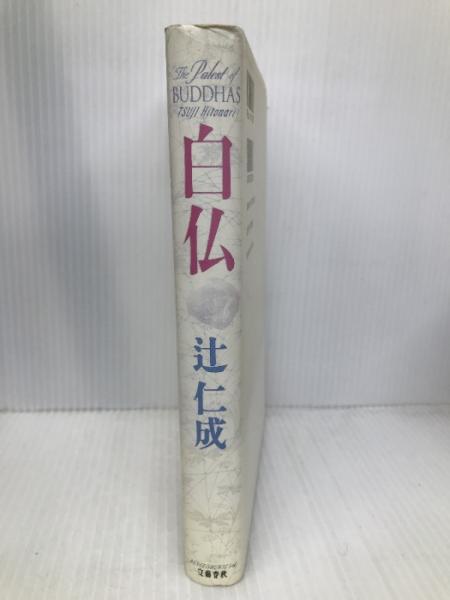 The Palest of
BUDDHAS
TSUJI Hitonari
白仏
辻仁成
文藝春秋